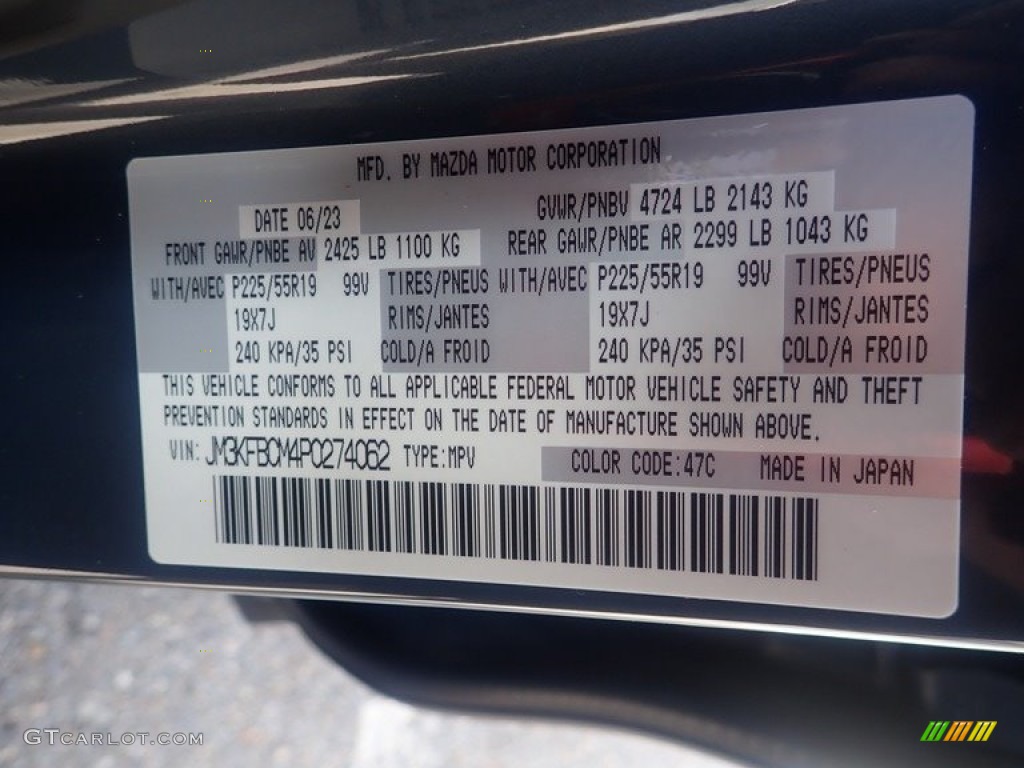 MFD. BY MAZDA MOTOR CORPORATION
DATE 06/23 GVWR/PNBV 4724 LB 2143 KG
FRONT GAWR/PNBE AV 2425 LB 1100 KG REAR GAWR/PNBE AR 2299 LB 1043 KG
WITH/AVEC P225/55R19 99V TIRES/PNEUS WITH/AVEC P225/55R19 99V TIRES/PNEUS
19X7J RIMS/JANTES 19X7J RIMS/JANTES
240 KPA/35 PSI COLD/A FROID 240 KPA/35 PSI COLD/A FROID
THIS VEHICLE CONFORMS TO ALL APPLICABLE FEDERAL MOTOR VEHICLE SAFETY AND THEFT
PREVENTION STANDARDS IN EFFECT ON THE DATE OF MANUFACTURE SHOWN ABOVE.
VIN: JM3KFBCM4P0274062 TYPE:MPV COLOR CODE:47C MADE IN JAPAN
GTCARLOT.COM